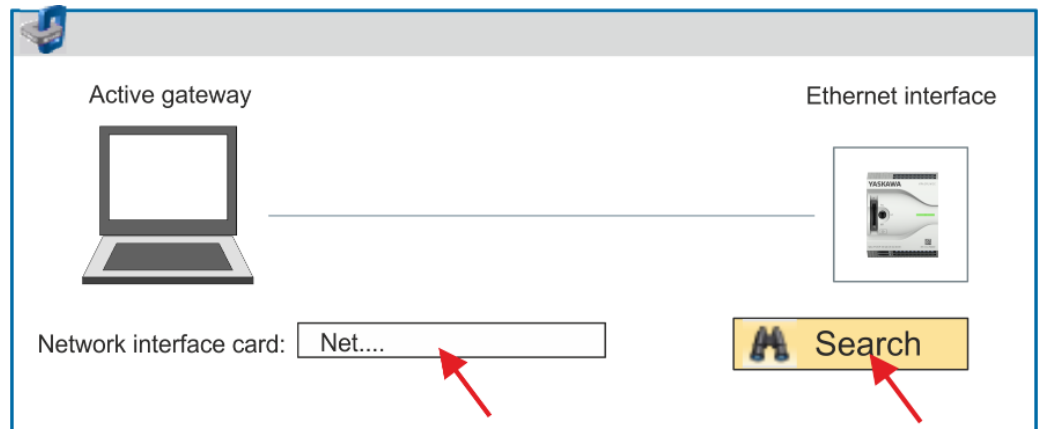 Active gateway
Ethernet interface
YASKAWA
Network interface card:
Net....
Search